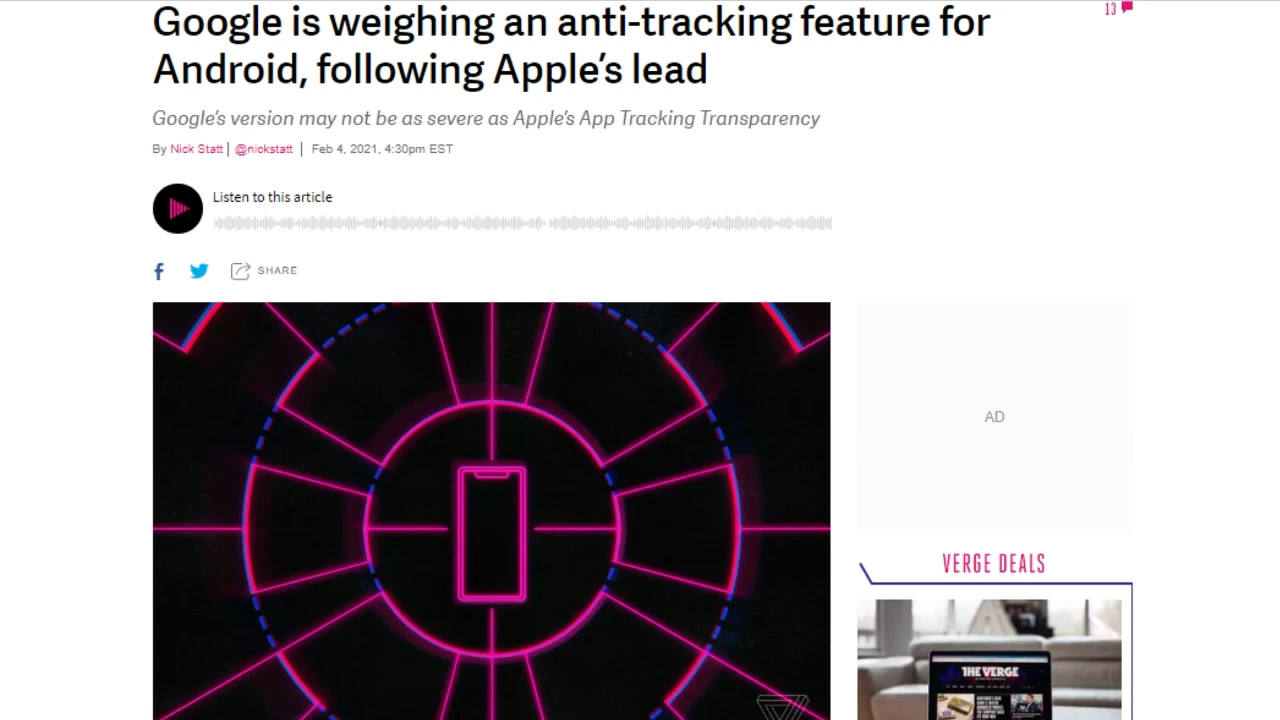 Google is weighing an anti-tracking feature for
Android, following Apple’s lead
13
Google’s version may not be as severe as Apple’s App Tracking Transparency
By Nick Statt | @nickstatt | Feb 4, 2021, 4:30pm EST
Listen to this article
f
SHARE
AD
VERGE DEALS
THE VERGE